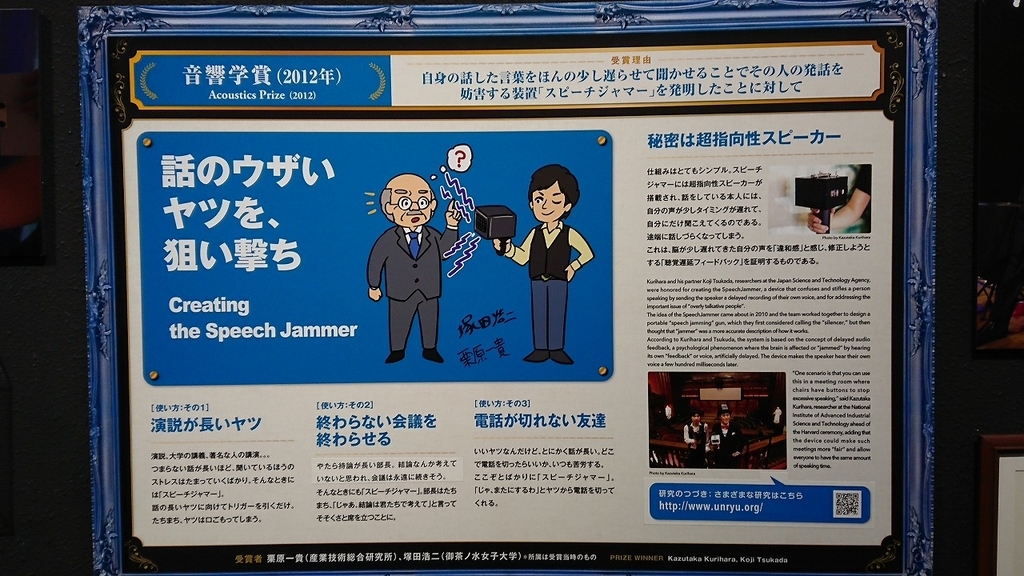 音響学賞(2012年)
Acoustics Prize (2012)
受賞理由
自身の話した言葉をほんの少し遅らせて聞かせることでその人の発話を
妨害する装置「スピーチジャマー」を発明したことに対して
話のウザい
ヤツを、
狙い撃ち
Creating
the Speech Jammer
?
塚田浩二
栗原一貴
[使い方:その1]
演説が長いヤツ
演説、大学の講義、著名な人の講演…。
つまらない話が長いほど、聞いているほうの
ストレスはたまっていくばかり。そんなときに
は「スピーチジャマー」。
話の長いヤツに向けてトリガーを引くだけ。
たちまち、ヤツは口ごもってしまう。
[使い方:その2]
終わらない会議を
終わらせる
やたら持論が長い部長。結論なんか考えて
いないと思われ、会議は永遠に続きそう。
そんなときにも「スピーチジャマー」。部長はたち
まち、「じゃあ、結論は君たちで考えて」と言って
そそくさと席を立つことに。
[使い方:その3]
電話が切れない友達
いいヤツなんだけど、とにかく話が長い。どこ
で電話を切ったらいいか、いつも苦労する。
ここぞとばかりに「スピーチジャマー」。
「じゃ、またにするわ」とヤツから電話を切って
くれる。
秘密は超指向性スピーカー
仕組みはとてもシンプル。スピーチ
ジャマーには超指向性スピーカーが
搭載され、話をしている本人には、
自分の声が少しタイミングが遅れて、
自分にだけ聞こえてくるのである。
途端に話しづらくなってしまう。
これは、脳が少し遅れてきた自分の声を「違和感」と感じ、修正しようと
する「聴覚遅延フィードバック」を証明するものである。
Photo by Kazutaka Kurihara
Kurihara and his partner Koji Tsukada, researchers at the Japan Science and Technology Agency,
were honored for creating the SpeechJammer, a device that confuses and stifles a person
speaking by sending the speaker a delayed recording of their own voice, and for addressing the
important issue of "overly talkative people".
The idea of the SpeechJammer came about in 2010 and the team worked together to design a
portable "speech jamming" gun, which they first considered calling the "silencer," but then
thought that "jammer" was a more accurate description of how it works.
According to Kurihara and Tsukuda, the system is based on the concept of delayed audio
feedback, a psychological phenomenon where the brain is affected or "jammed" by hearing
its own "feedback" or voice, artificially delayed. The device makes the speaker hear their own
voice a few hundred milliseconds later.
"One scenario is that you can use
this in a meeting room where
chairs have buttons to stop
excessive speaking," said Kazutaka
Kurihara, researcher at the National
Institute of Advanced Industrial
Science and Technology ahead of
the Harvard ceremony, adding that
the device could make such
meetings more "fair" and allow
everyone to have the same amount
of speaking time.
Photo by Kazutaka Kurihara
研究のつづき:さまざまな研究はこちら
http://www.unryu.org/
受賞者 栗原一貴(産業技術総合研究所)、塚田浩二(御茶ノ水女子大学)※所属は受賞当時のもの PRIZE WINNER Kazutaka Kurihara, Koji Tsukada